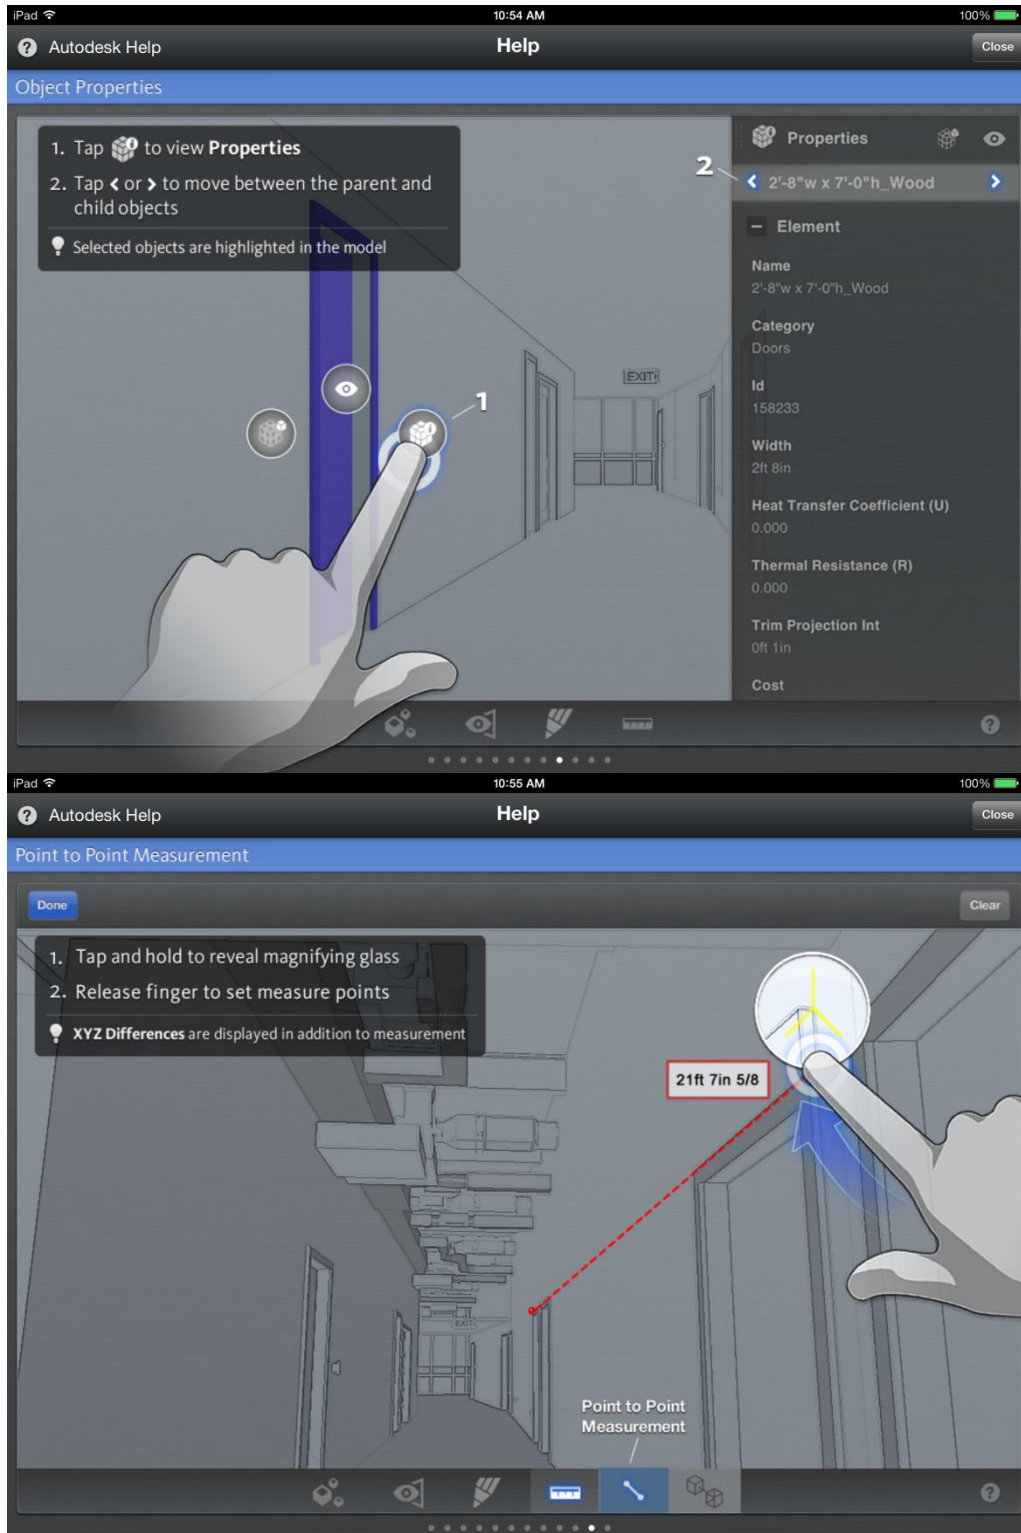 iPad 10:54 AM 100%
Autodesk Help Help Close
Object Properties
1. Tap to view Properties
2. Tap < or > to move between the parent and
child objects
Selected objects are highlighted in the model
1
EXIT
2
Properties
2'-8"w x 7'-0"h_Wood
− Element
Name
2'-8"w x 7'-0"h_Wood
Category
Doors
Id
158233
Width
2ft 8in
Heat Transfer Coefficient (U)
0.000
Thermal Resistance (R)
0.000
Trim Projection Int
0ft 1in
Cost
?
iPad 10:55 AM 100%
Autodesk Help Help Close
Point to Point Measurement
Done Clear
1. Tap and hold to reveal magnifying glass
2. Release finger to set measure points
XYZ Differences are displayed in addition to measurement
21ft 7in 5/8
EXIT
Point to Point
Measurement
?